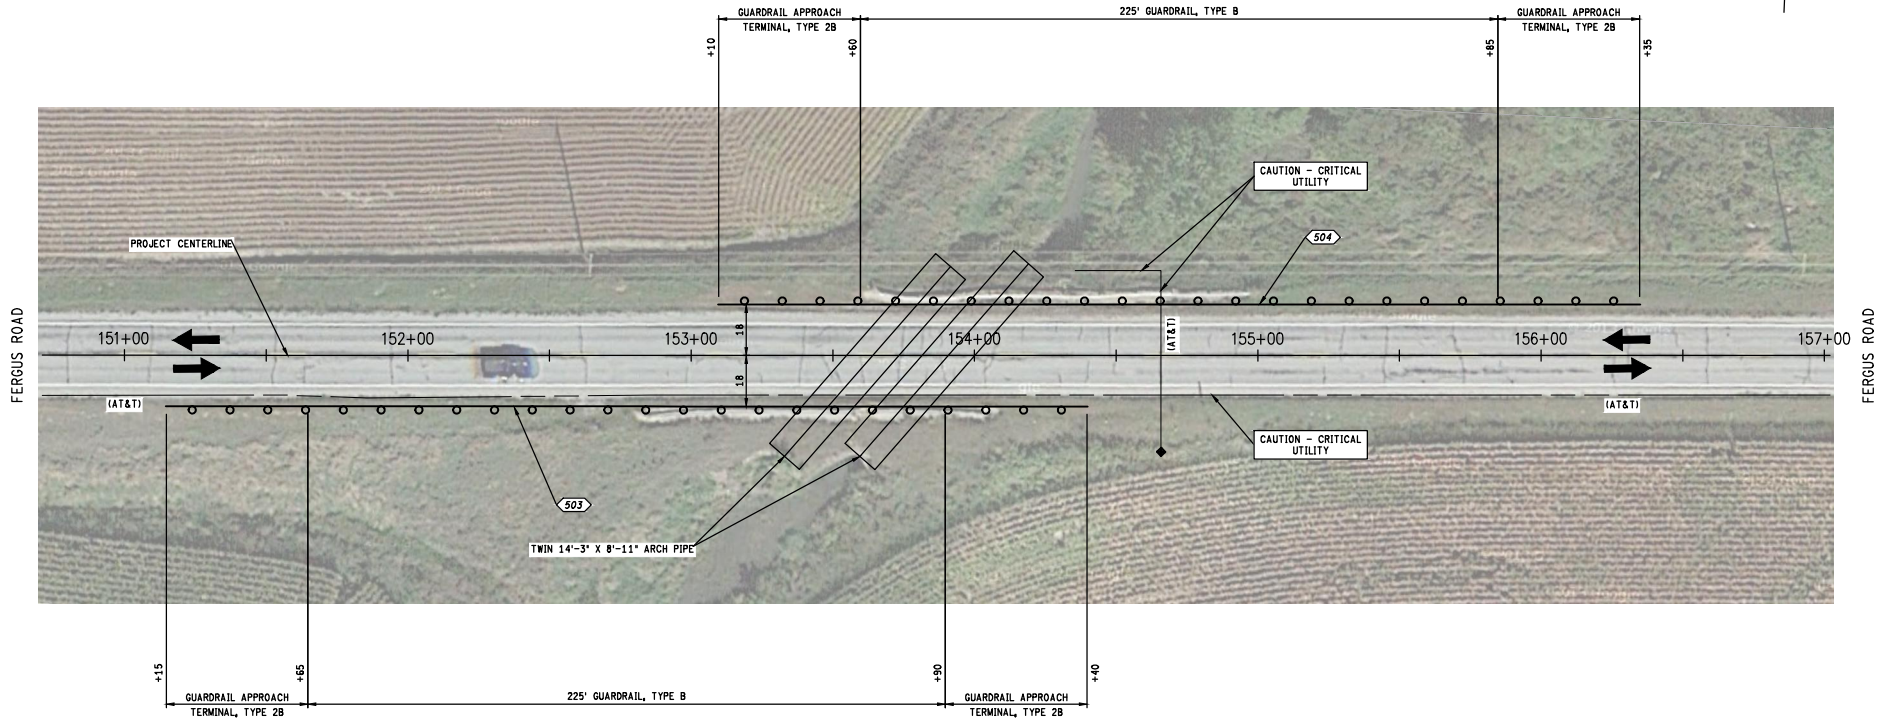 GUARDRAIL APPROACH
TERMINAL, TYPE 2B
225' GUARDRAIL, TYPE B
GUARDRAIL APPROACH
TERMINAL, TYPE 2B
+10
+60
+85
+35
CAUTION - CRITICAL
UTILITY
504
PROJECT CENTERLINE
FERGUS ROAD
151+00
152+00
153+00
154+00
155+00
156+00
157+00
FERGUS ROAD
18
18
(AT&T)
(AT&T)
(AT&T)
CAUTION - CRITICAL
UTILITY
503
TWIN 14'-3" X 8'-11" ARCH PIPE
+15
+65
+90
+40
GUARDRAIL APPROACH
TERMINAL, TYPE 2B
225' GUARDRAIL, TYPE B
GUARDRAIL APPROACH
TERMINAL, TYPE 2B